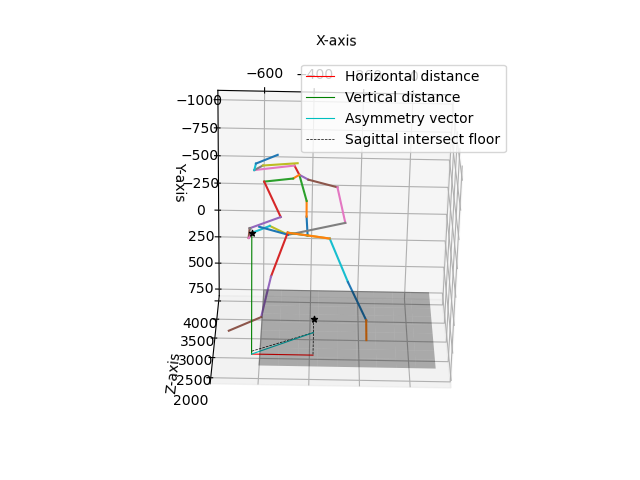 X-axis
−600
−400
Horizontal distance
Vertical distance
Asymmetry vector
Sagittal intersect floor
Y-axis
−1000
−750
−500
−250
0
250
500
750
Z-axis
4000
3500
3000
2500
2000